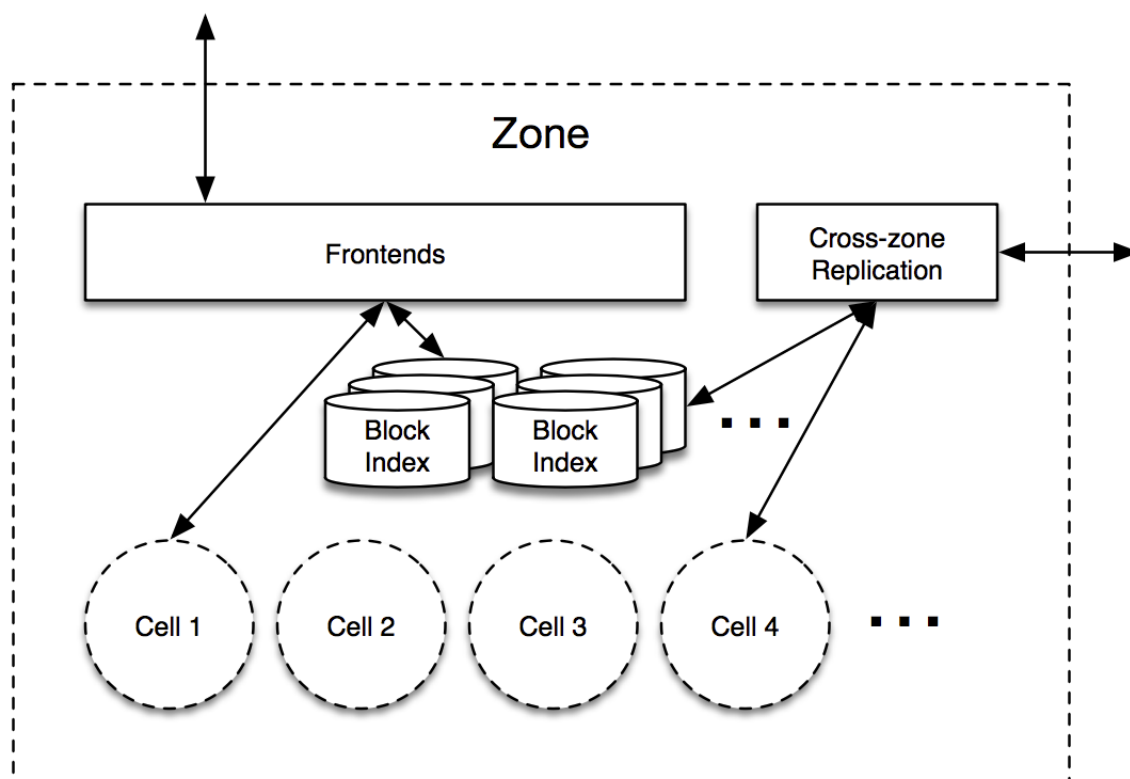 Zone
Frontends
Cross-zone
Replication
Block
Index
Block
Index
...
Cell 1
Cell 2
Cell 3
Cell 4
...